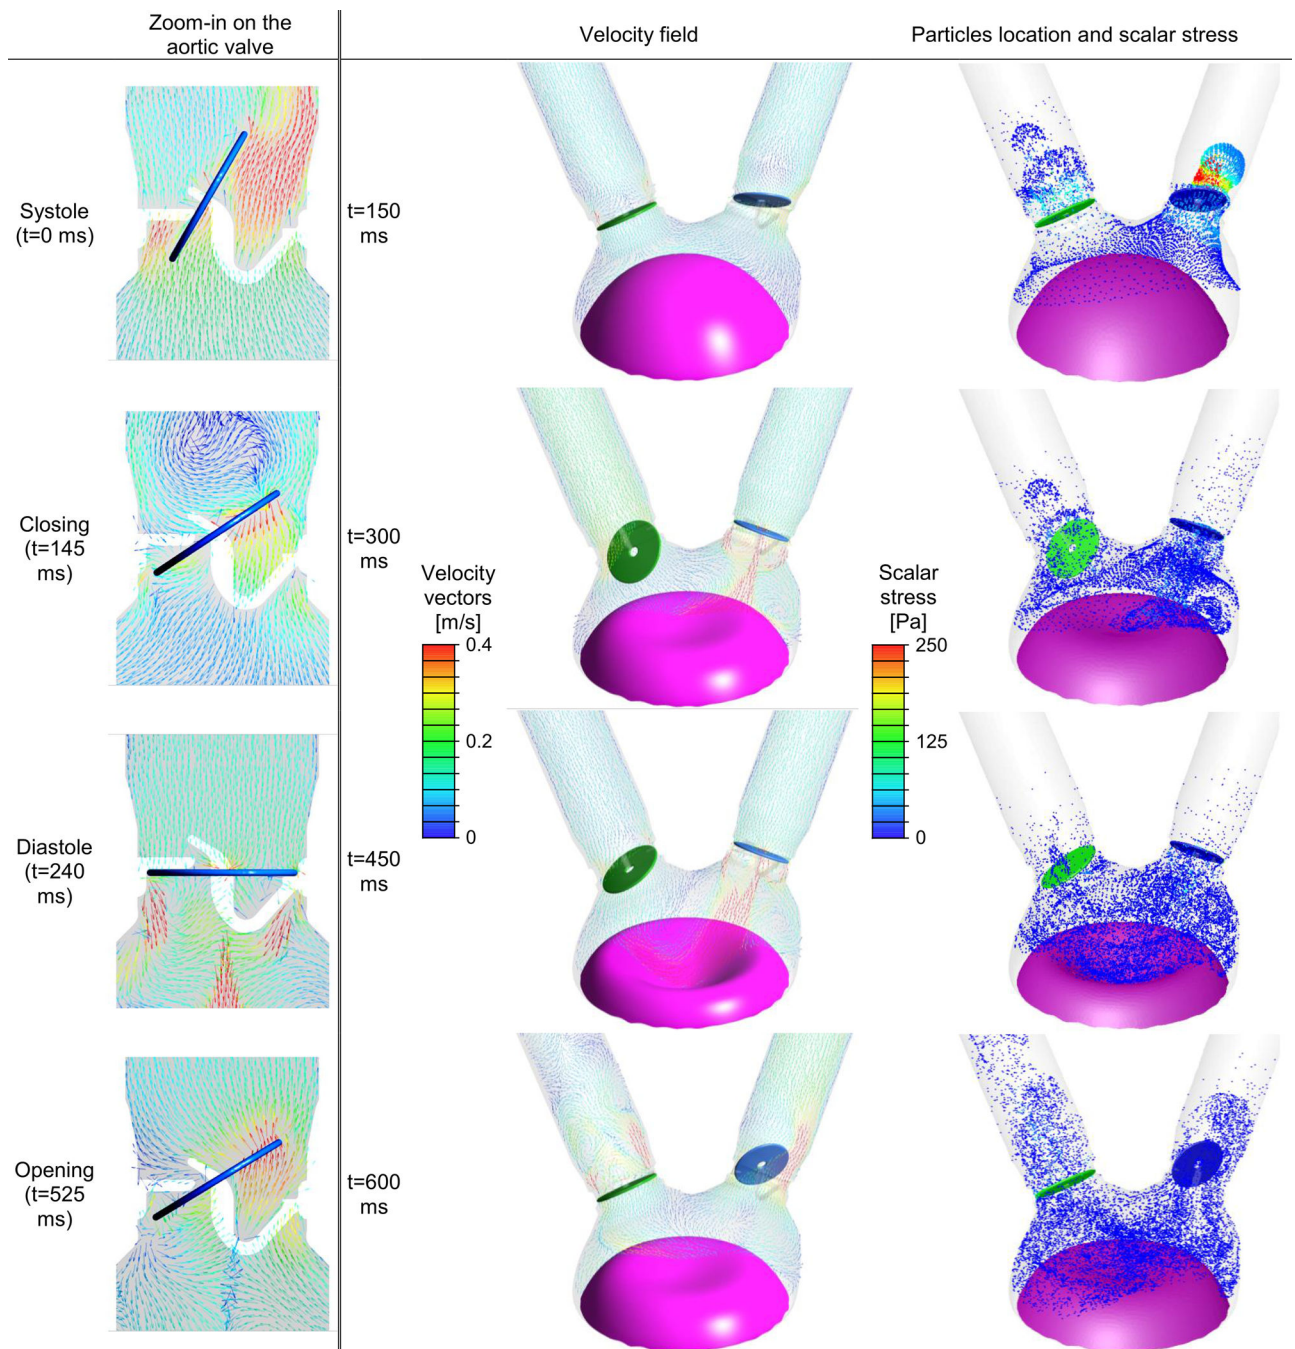 Zoom-in on the
aortic valve
Velocity field
Particles location and scalar stress
Systole
(t=0 ms)
t=150
ms
Closing
(t=145
ms)
t=300
ms
Velocity
vectors
[m/s]
0.4
0.2
0
Scalar
stress
[Pa]
250
125
0
Diastole
(t=240
ms)
t=450
ms
Opening
(t=525
ms)
t=600
ms